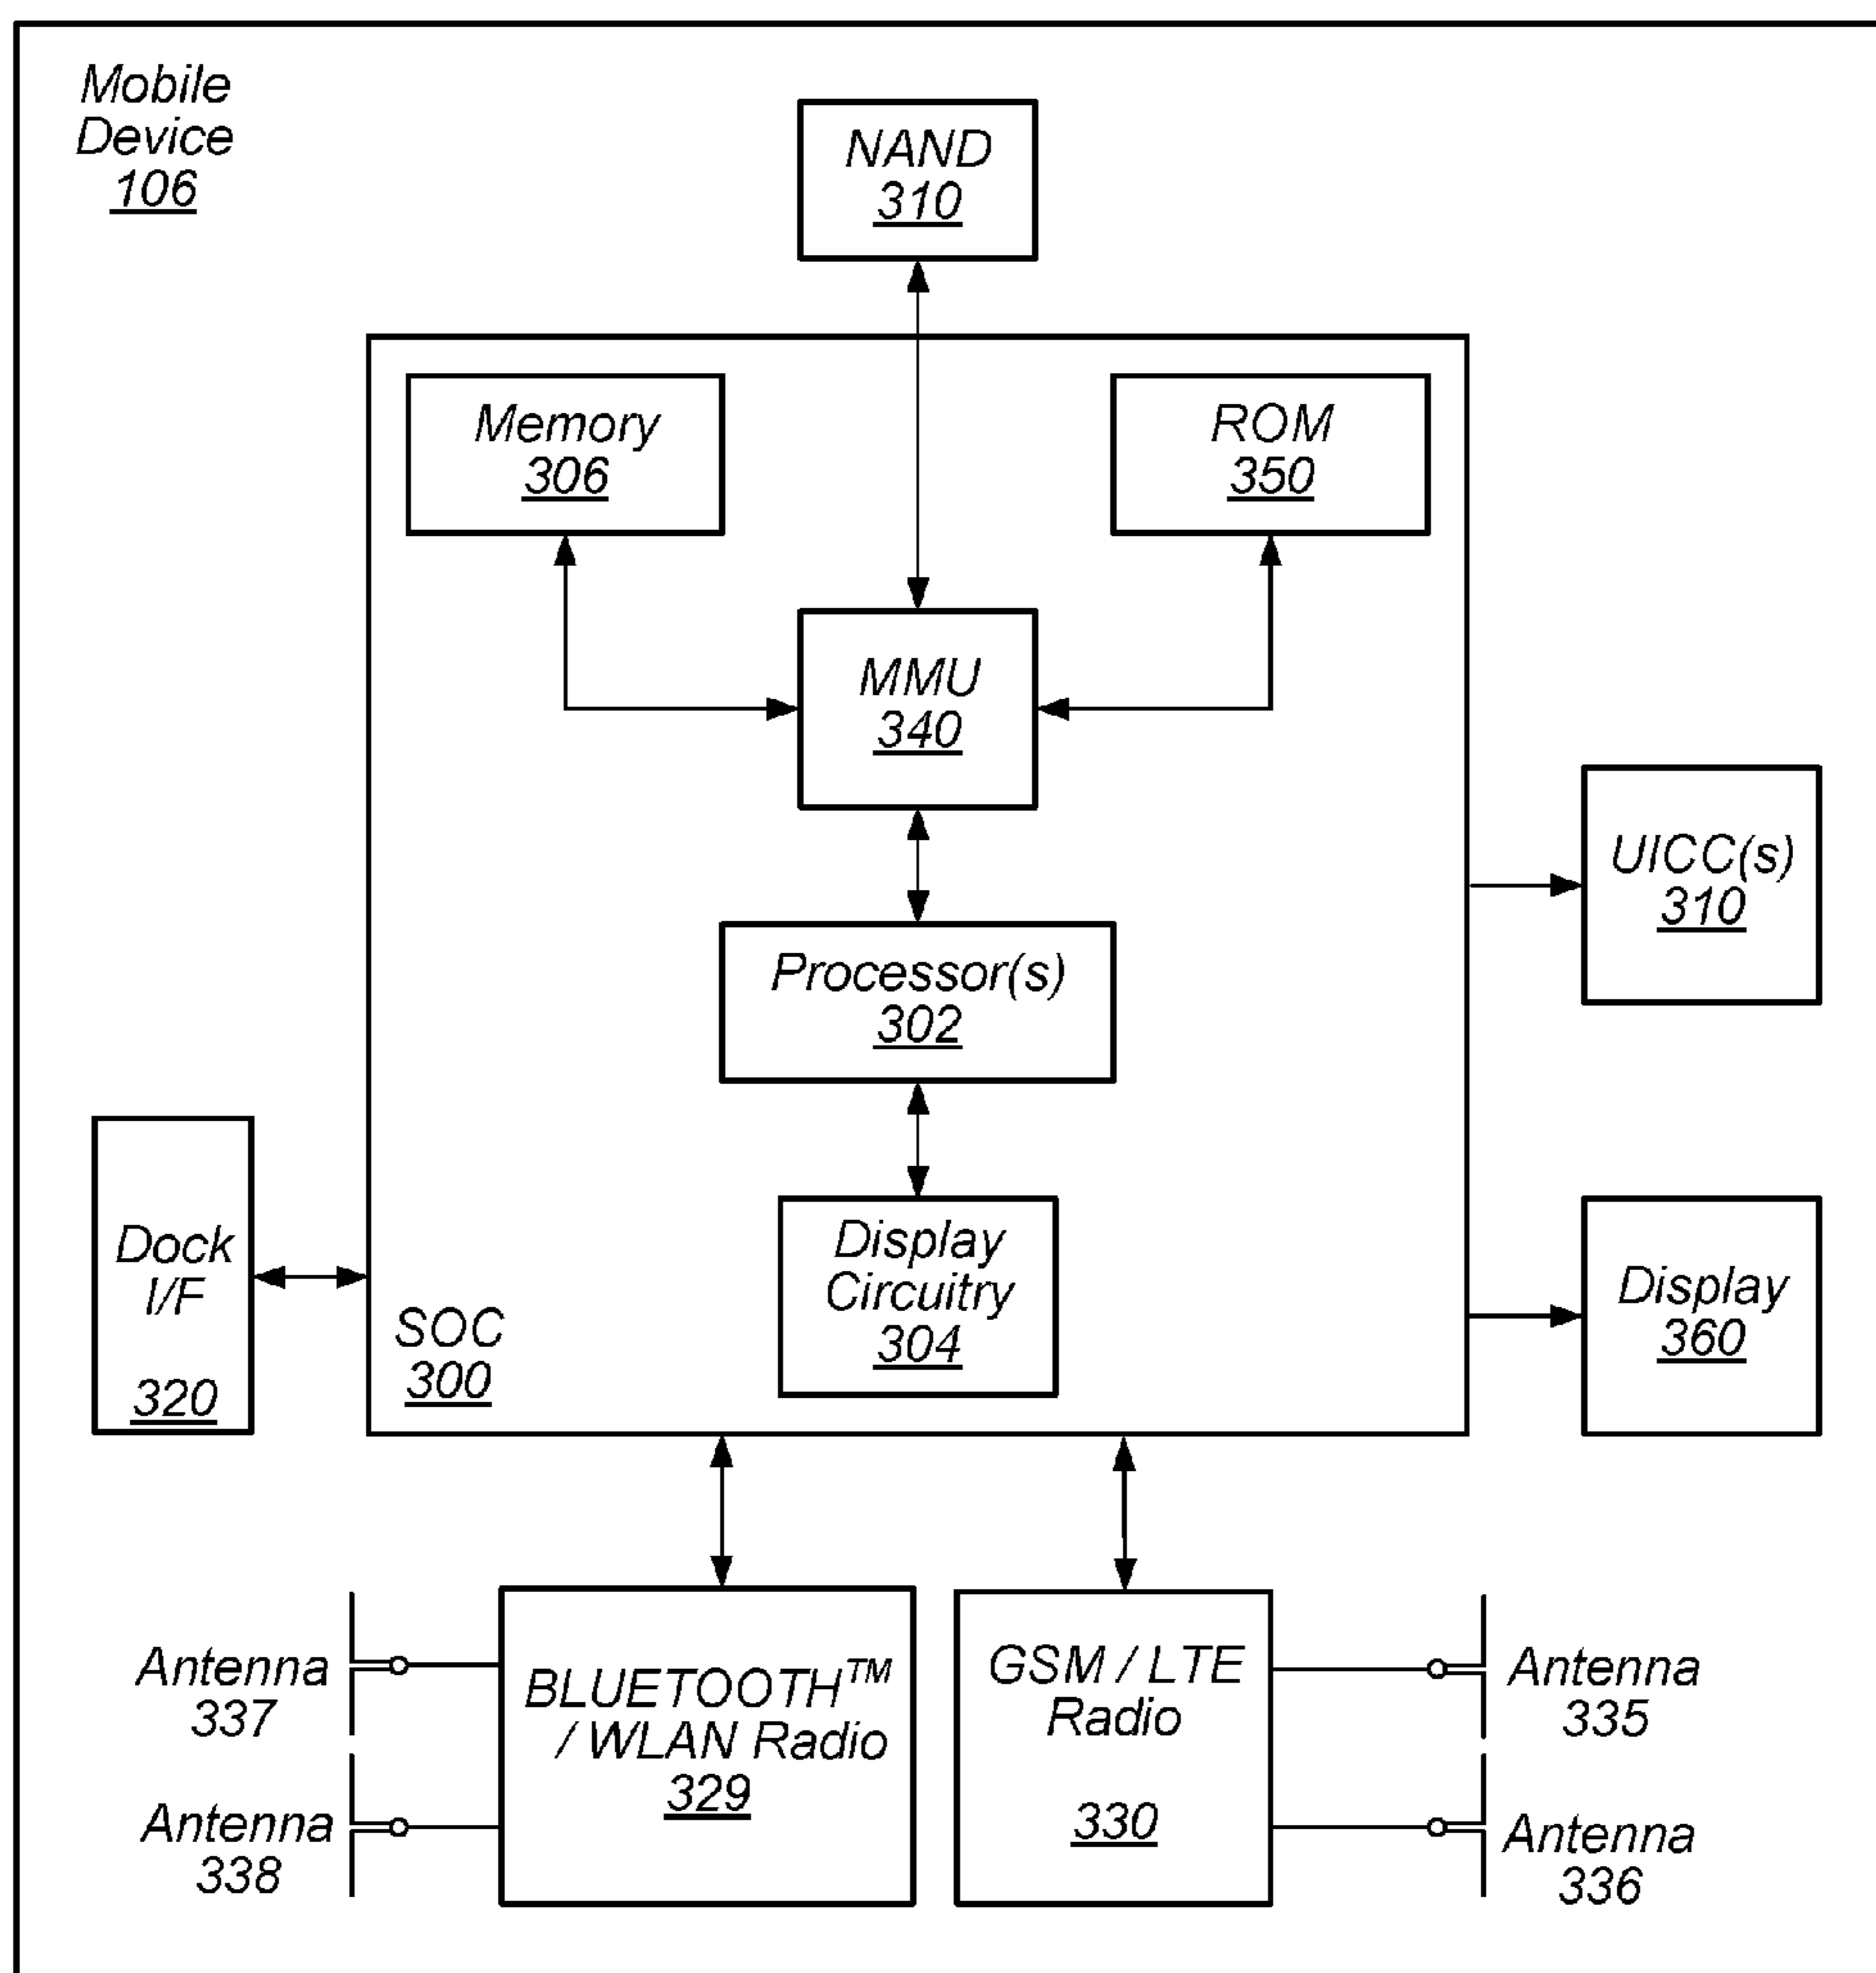 Mobile
Device
106
NAND
310
Memory
306
ROM
350
MMU
340
UICC(s)
310
Processor(s)
302
Dock
I/F
320
SOC
300
Display
Circuitry
304
Display
360
Antenna
337
Antenna
338
BLUETOOTH™
/ WLAN Radio
329
GSM / LTE
Radio
330
Antenna
335
Antenna
336